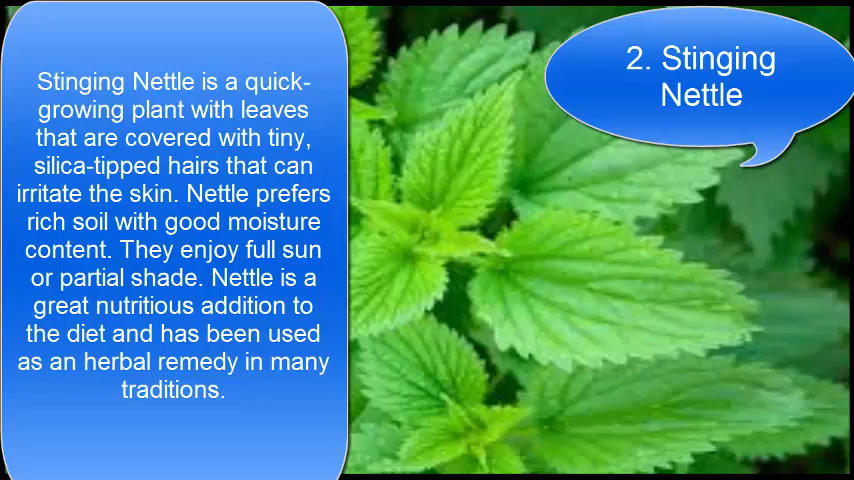 Stinging Nettle is a quick-
growing plant with leaves
that are covered with tiny,
silica-tipped hairs that can
irritate the skin. Nettle prefers
rich soil with good moisture
content. They enjoy full sun
or partial shade. Nettle is a
great nutritious addition to
the diet and has been used
as an herbal remedy in many
traditions.
2. Stinging
Nettle